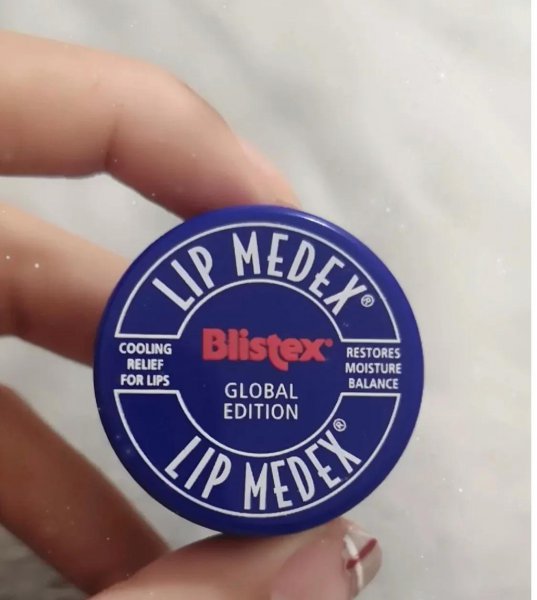 LIP MEDEX®
COOLING
RELIEF
FOR LIPS
Blistex®
GLOBAL
EDITION
RESTORES
MOISTURE
BALANCE
LIP MEDEX®